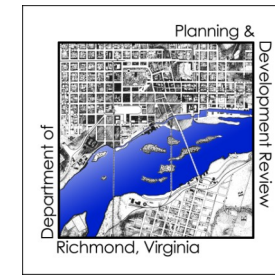 Planning &
Development Review
Department of
Richmond, Virginia